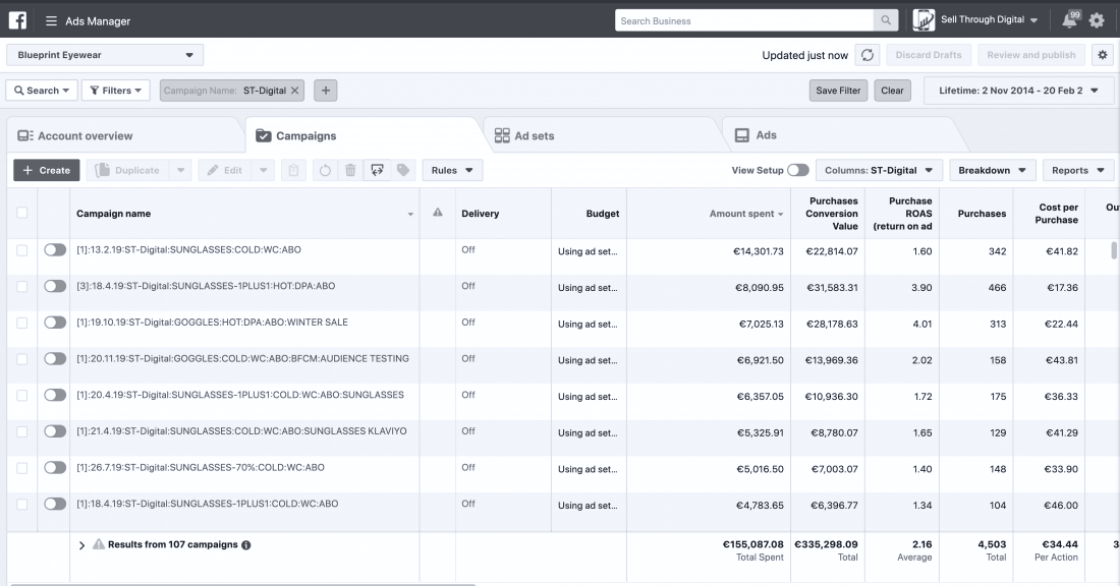 f Ads Manager Search Business Sell Through Digital 99
Blueprint Eyewear Updated just now Discard Drafts Review and publish
Search Filters Campaign Name: ST-Digital × + Save Filter Clear Lifetime: 2 Nov 2014 - 20 Feb 2
Account overview Campaigns Ad sets Ads
+ Create Duplicate Edit Rules View Setup Columns: ST-Digital Breakdown Reports
Campaign name Delivery Budget Amount spent Purchases Conversion Value Purchase ROAS (return on ad Purchases Cost per Purchase Ou
[1]:13.2.19:ST-Digital:SUNGLASSES:COLD:WC:ABO Off Using ad set... €14,301.73 €22,814.07 1.60 342 €41.82
[3]:18.4.19:ST-Digital:SUNGLASSES-1PLUS1:HOT:DPA:ABO Off Using ad set... €8,090.95 €31,583.31 3.90 466 €17.36
[1]:19.10.19:ST-Digital:GOGGLES:HOT:DPA:ABO:WINTER SALE Off Using ad set... €7,025.13 €28,178.63 4.01 313 €22.44
[1]:20.11.19:ST-Digital:GOGGLES:COLD:WC:ABO:BFCM:AUDIENCE TESTING Off Using ad set... €6,921.50 €13,969.36 2.02 158 €43.81
[1]:20.4.19:ST-Digital:SUNGLASSES-1PLUS1:COLD:WC:ABO:SUNGLASSES Off Using ad set... €6,357.05 €10,936.30 1.72 175 €36.33
[1]:21.4.19:ST-Digital:SUNGLASSES:COLD:WC:ABO:SUNGLASSES KLAVIYO Off Using ad set... €5,325.91 €8,780.07 1.65 129 €41.29
[1]:26.7.19:ST-Digital:SUNGLASSES-70%:COLD:WC:ABO Off Using ad set... €5,016.50 €7,003.07 1.40 148 €33.90
[1]:18.4.19:ST-Digital:SUNGLASSES-1PLUS1:COLD:WC:ABO Off Using ad set... €4,783.65 €6,396.77 1.34 104 €46.00
Results from 107 campaigns €155,087.08 €335,298.09 2.16 4,503 €34.44 3
Total Spent Total Average Total Per Action